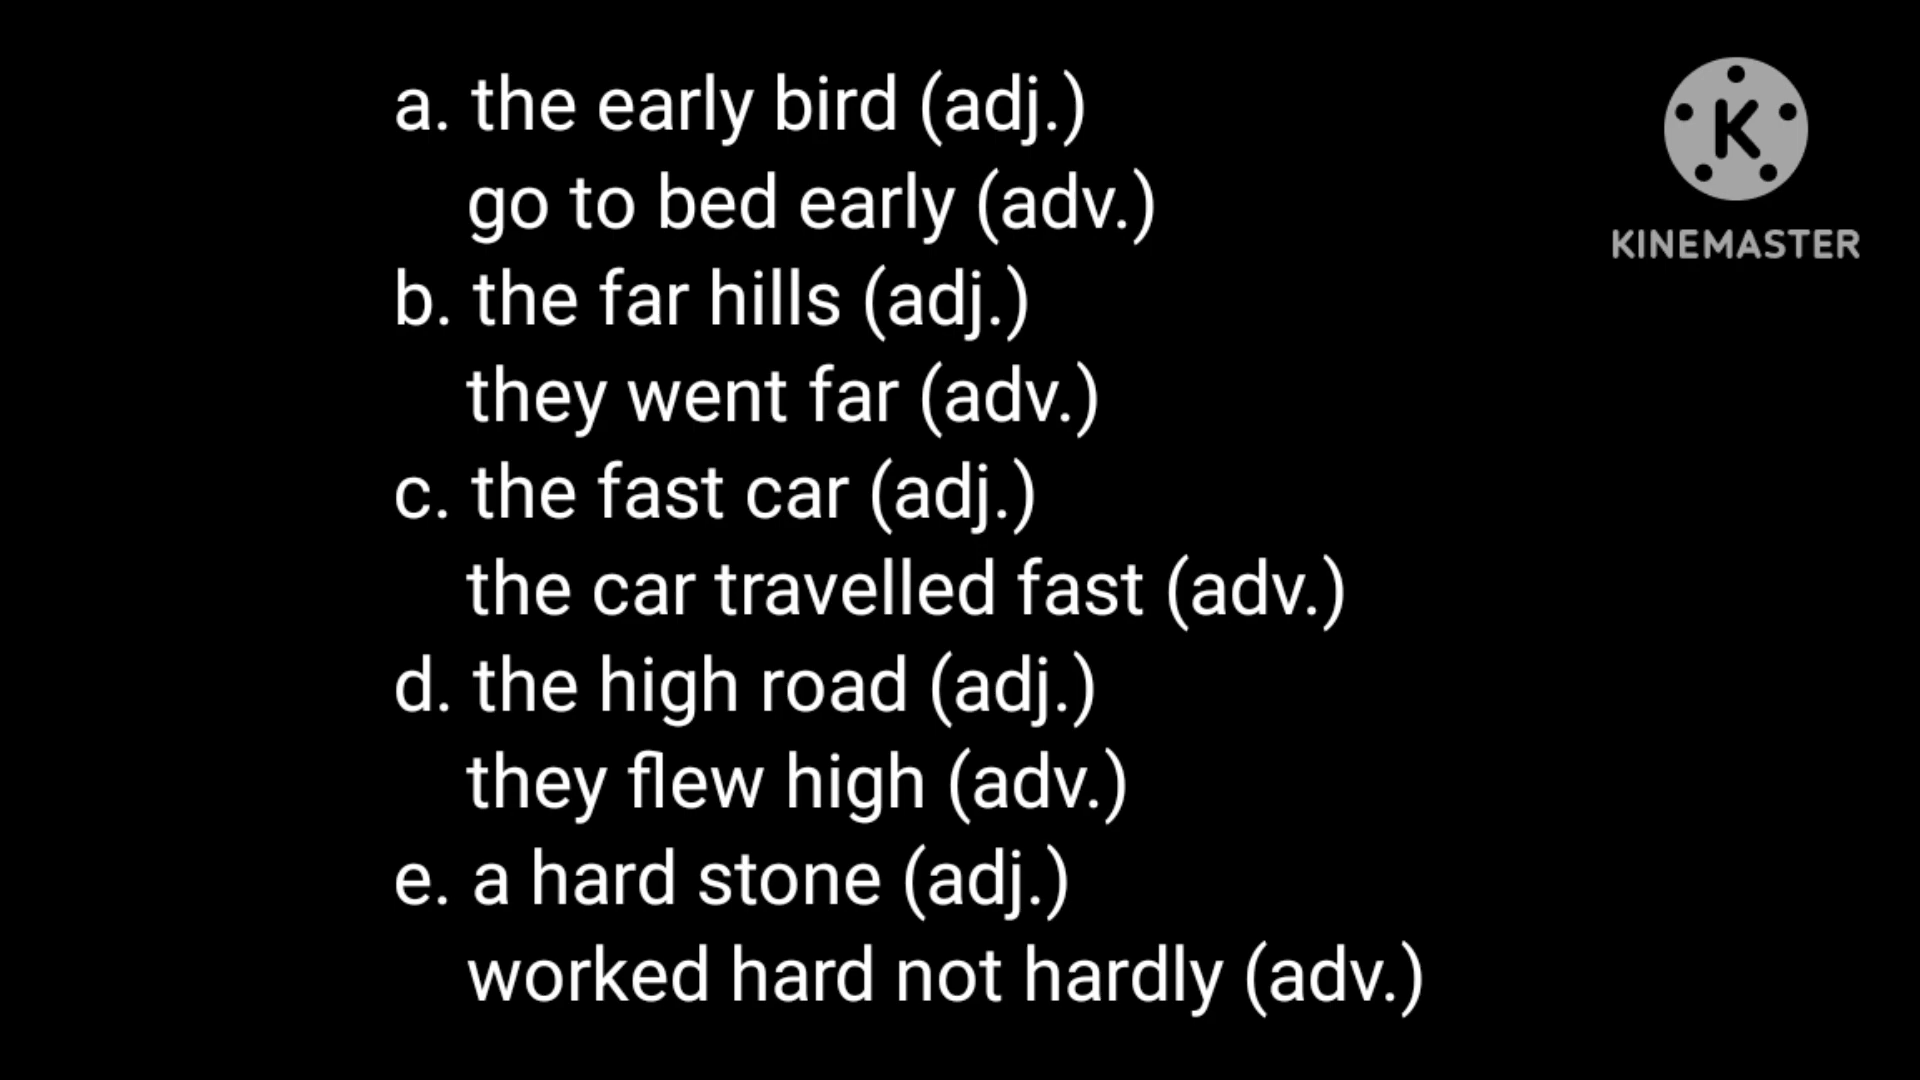 a. the early bird (adj.)
go to bed early (adv.)
b. the far hills (adj.)
they went far (adv.)
c. the fast car (adj.)
the car travelled fast (adv.)
d. the high road (adj.)
they flew high (adv.)
e. a hard stone (adj.)
worked hard not hardly (adv.)
K
KINEMASTER